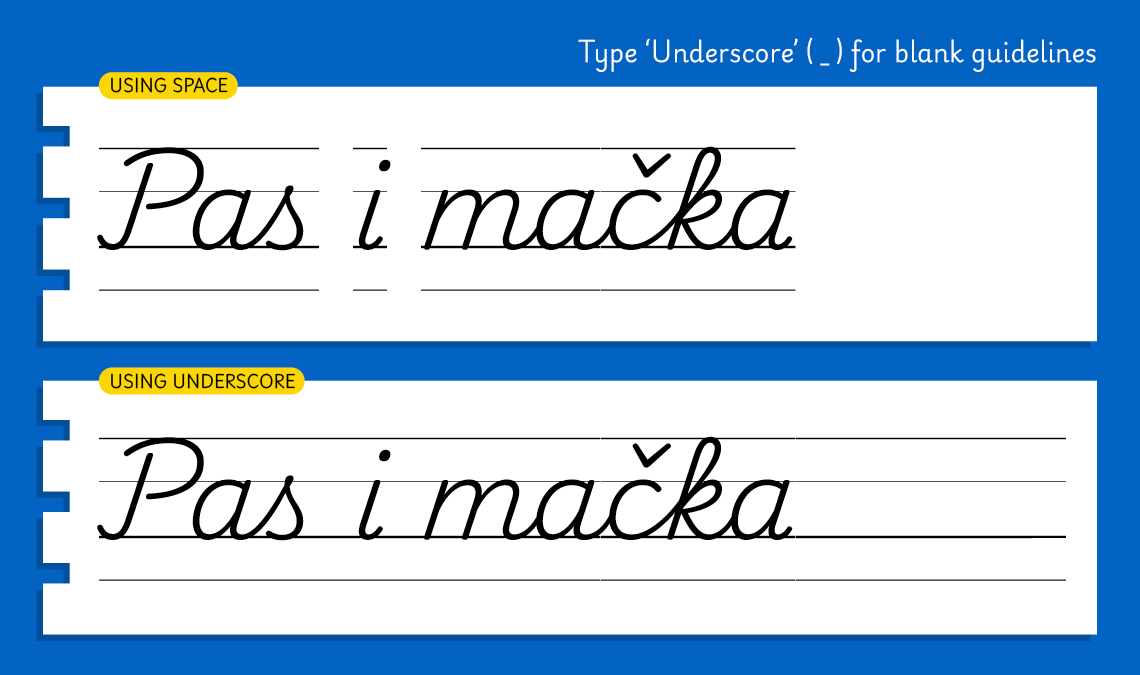 Type ‘Underscore’ ( _ ) for blank guidelines
USING SPACE
Pas i mačka
USING UNDERSCORE
Pas i mačka